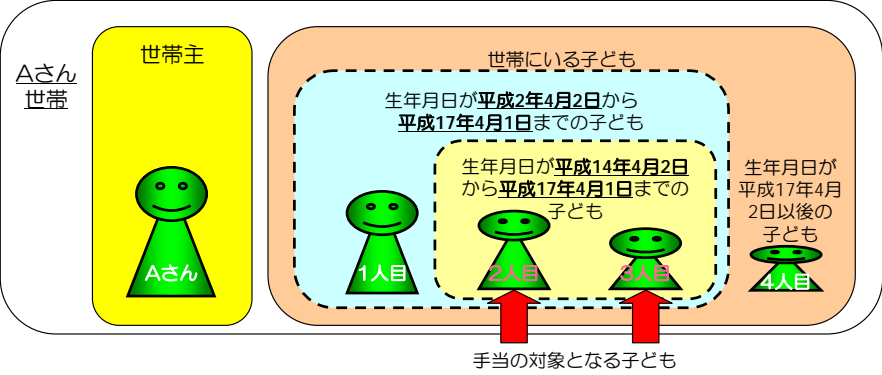 Aさん
世帯
世帯主
世帯にいる子ども
生年月日が平成2年4月2日から
平成17年4月1日までの子ども
生年月日が平成14年4月2日
から平成17年4月1日までの
子ども
生年月日が
平成17年4月
2日以後の
子ども
Aさん
1人目
2人目
3人目
4人目
手当の対象となる子ども